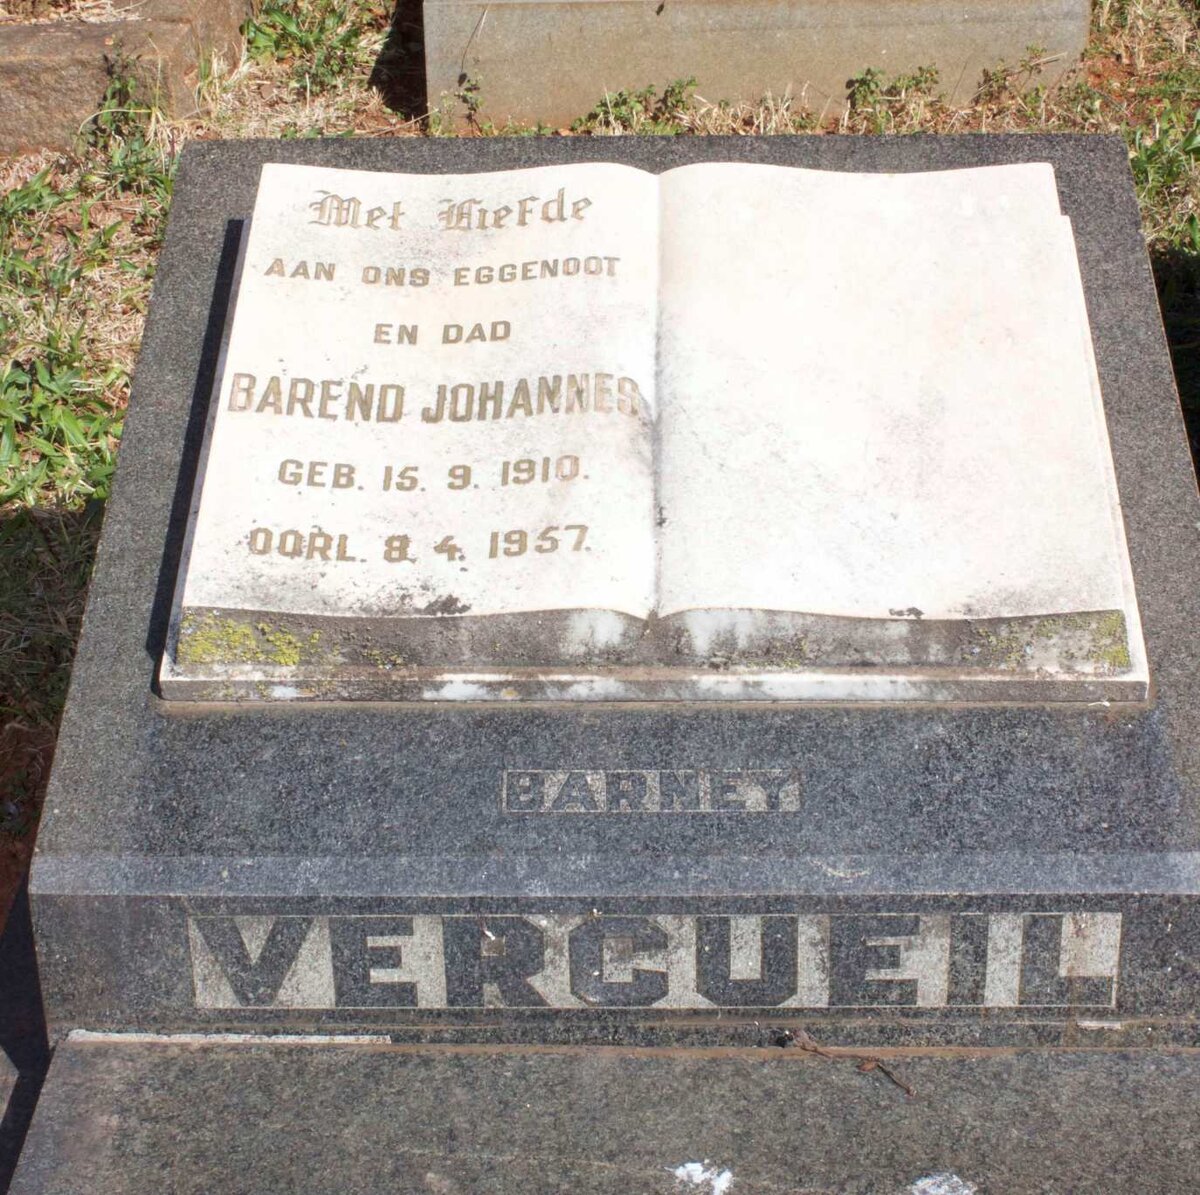 Met Liefde
AAN ONS EGGENOOT
EN DAD
BAREND JOHANNES
GEB. 15. 9. 1910.
OORL. 8. 4. 1957.
BARNEY
VERCUEIL